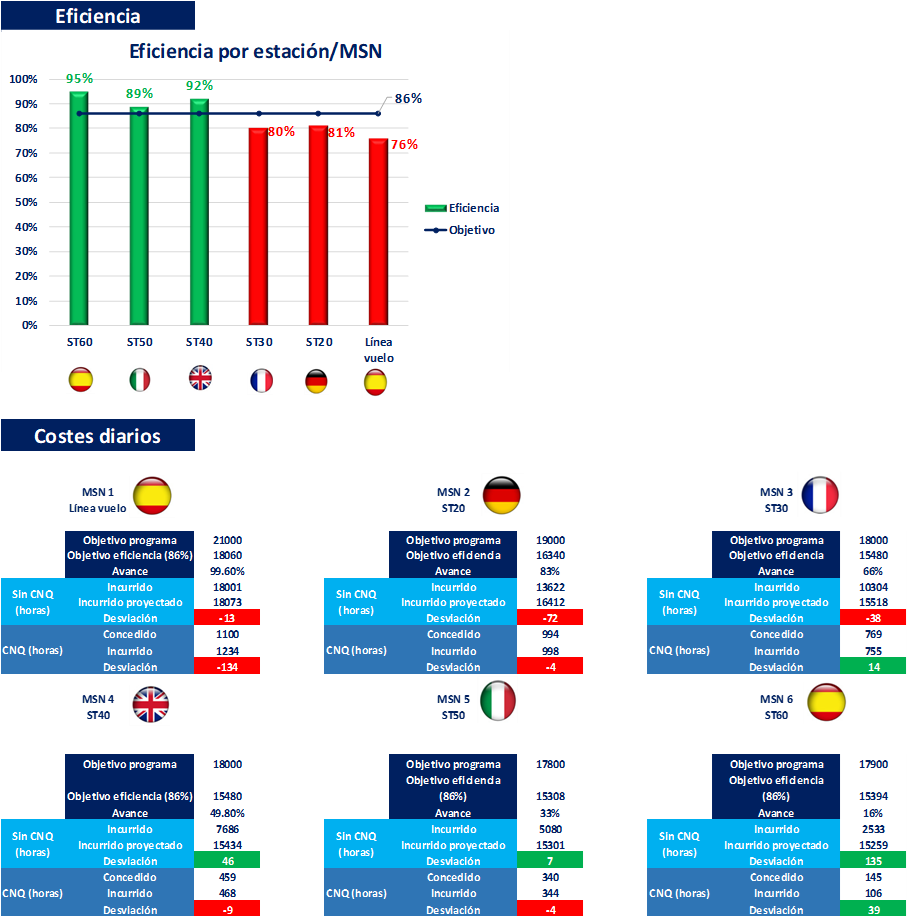 Eficiencia
Eficiencia por estación/MSN
100%
90%
80%
70%
60%
50%
40%
30%
20%
10%
0%
95%
89%
92%
80%
81%
76%
86%
Eficiencia
Objetivo
ST60 ST50 ST40 ST30 ST20 Línea vuelo
Costes diarios
MSN 1
Línea vuelo
Objetivo programa 21000
Objetivo eficiencia (86%) 18060
Avance 99.60%
Sin CNQ (horas)
Incurrido 18001
Incurrido proyectado 18073
Desviación -13
CNQ (horas)
Concedido 1100
Incurrido 1234
Desviación -134
MSN 2
ST20
Objetivo programa 19000
Objetivo eficiencia 16340
Avance 83%
Sin CNQ (horas)
Incurrido 13622
Incurrido proyectado 16412
Desviación -72
CNQ (horas)
Concedido 994
Incurrido 998
Desviación -4
MSN 3
ST30
Objetivo programa 18000
Objetivo eficiencia 15480
Avance 66%
Sin CNQ (horas)
Incurrido 10304
Incurrido proyectado 15518
Desviación -38
CNQ (horas)
Concedido 769
Incurrido 755
Desviación 14
MSN 4
ST40
Objetivo programa 18000
Objetivo eficiencia (86%) 15480
Avance 49.80%
Sin CNQ (horas)
Incurrido 7686
Incurrido proyectado 15434
Desviación 46
CNQ (horas)
Concedido 459
Incurrido 468
Desviación -9
MSN 5
ST50
Objetivo programa 17800
Objetivo eficiencia
(86%) 15308
Avance 33%
Sin CNQ (horas)
Incurrido 5080
Incurrido proyectado 15301
Desviación 7
CNQ (horas)
Concedido 340
Incurrido 344
Desviación -4
MSN 6
ST60
Objetivo programa 17900
Objetivo eficiencia
(86%) 15394
Avance 16%
Sin CNQ (horas)
Incurrido 2533
Incurrido proyectado 15259
Desviación 135
CNQ (horas)
Concedido 145
Incurrido 106
Desviación 39